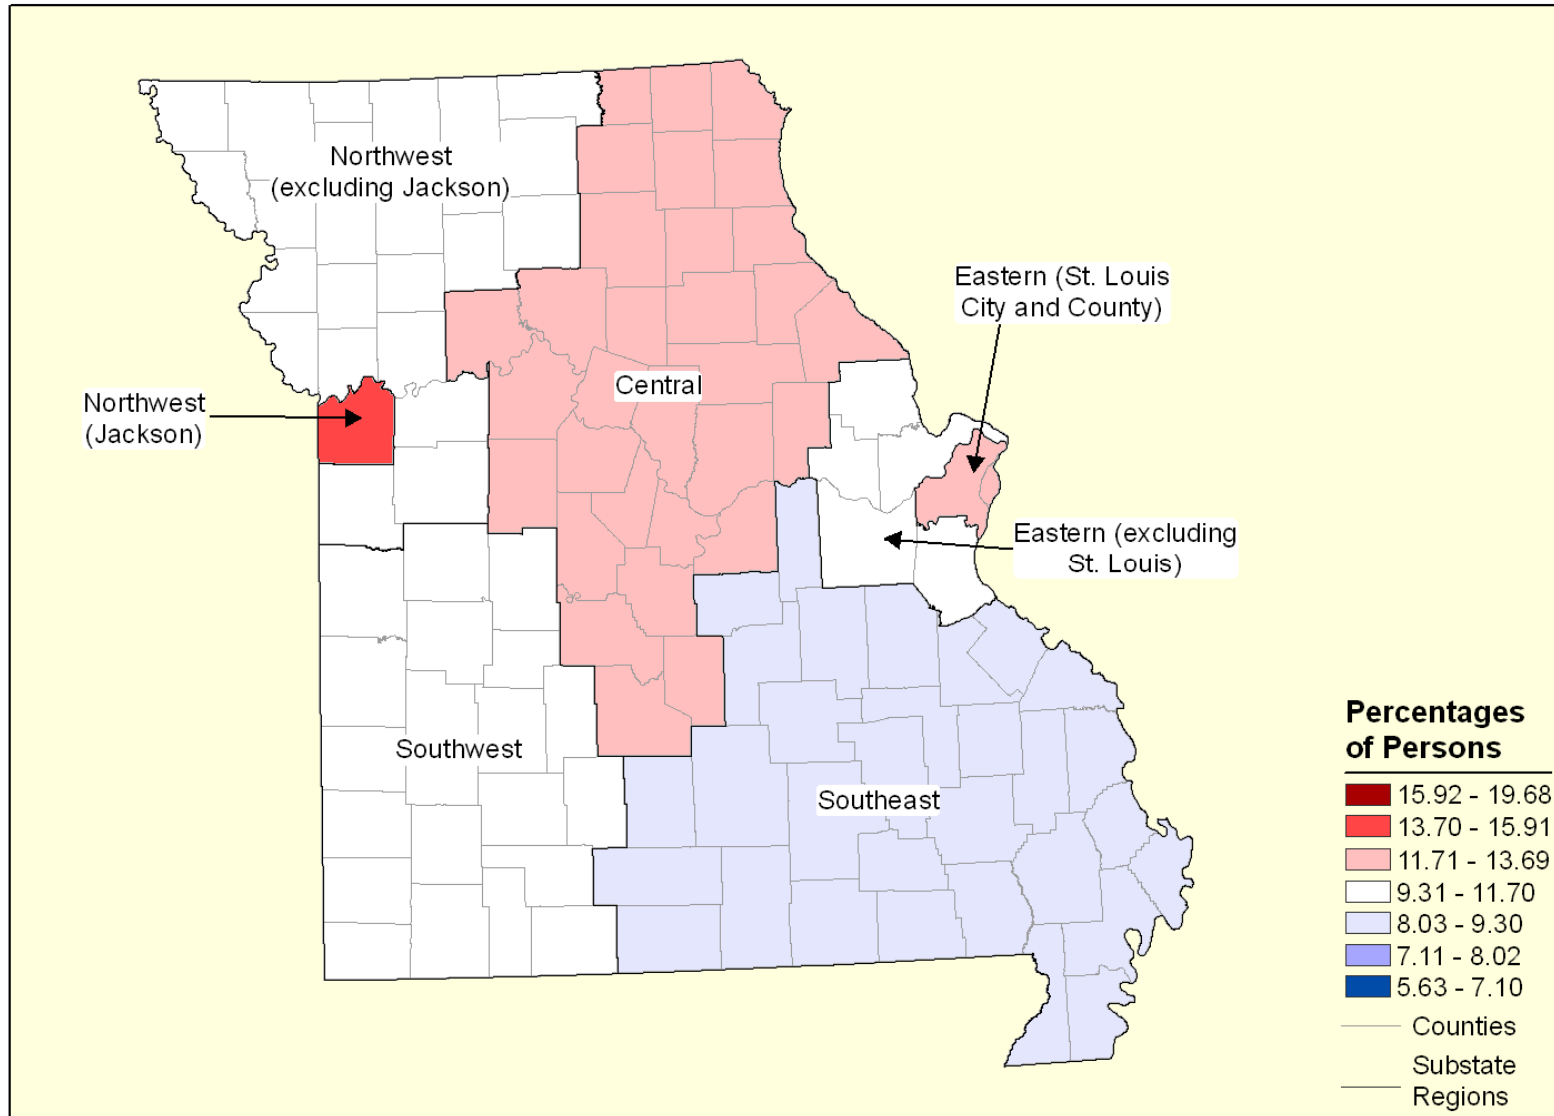 Northwest
(excluding Jackson)
Eastern (St. Louis
City and County)
Central
Northwest
(Jackson)
Eastern (excluding
St. Louis)
Southwest
Southeast
Percentages
of Persons
15.92 - 19.68
13.70 - 15.91
11.71 - 13.69
9.31 - 11.70
8.03 - 9.30
7.11 - 8.02
5.63 - 7.10
Counties
Substate
Regions